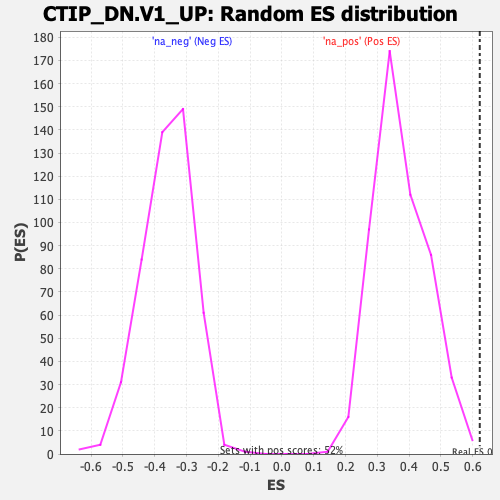 CTIP_DN.V1_UP: Random ES distribution
'na_neg' (Neg ES)
'na_pos' (Pos ES)
180
170
160
150
140
130
120
110
100
90
80
70
60
50
40
30
20
10
0
P(ES)
Sets with pos scores: 52%
Real ES 0
-0.6 -0.5 -0.4 -0.3 -0.2 -0.1 0.0 0.1 0.2 0.3 0.4 0.5 0.6
ES